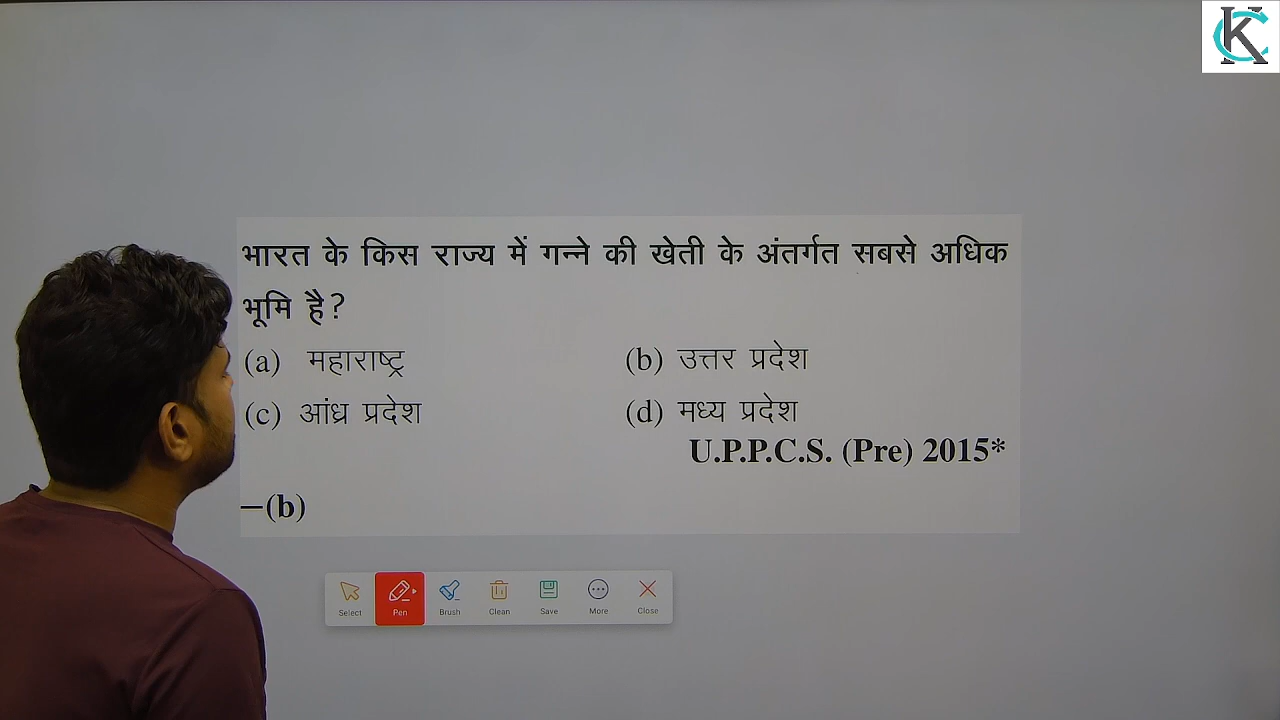 KC
भारत के किस राज्य में गन्ने की खेती के अंतर्गत सबसे अधिक
भूमि है?
(a) महाराष्ट्र (b) उत्तर प्रदेश
(c) आंध्र प्रदेश (d) मध्य प्रदेश
U.P.P.C.S. (Pre) 2015*
–(b)
Select Pen Brush Clean Save More Close